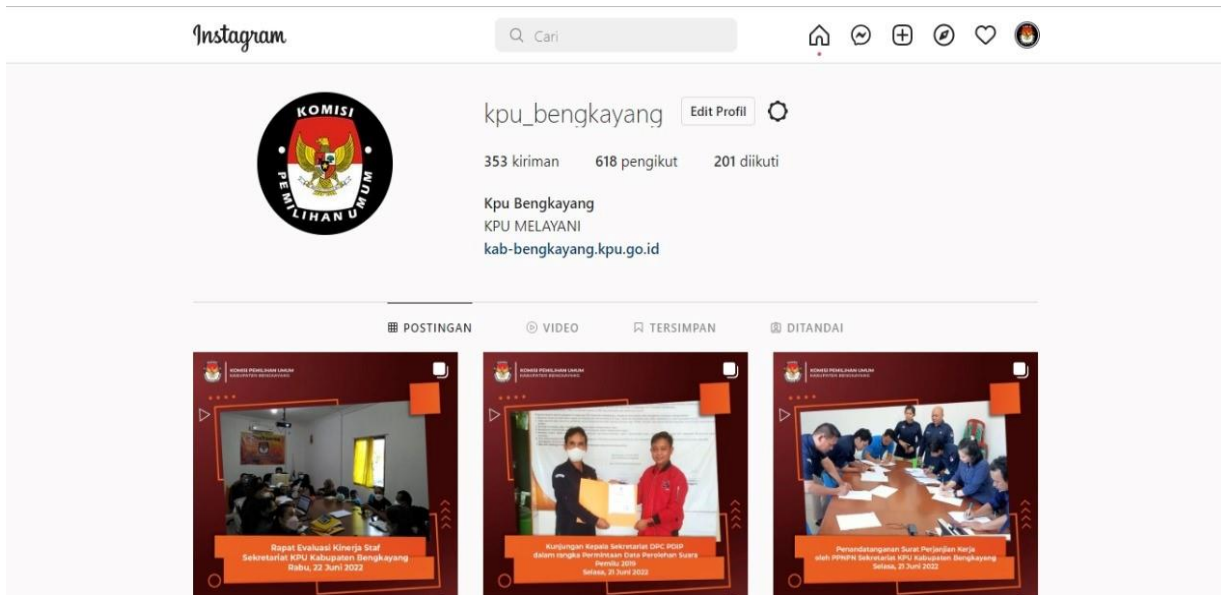 Instagram
Cari
KOMISI
PEMILIHAN UMUM
kpu_bengkayang Edit Profil
353 kiriman 618 pengikut 201 diikuti
Kpu Bengkayang
KPU MELAYANI
kab-bengkayang.kpu.go.id
POSTINGAN VIDEO TERSIMPAN DITANDAI
KOMISI PEMILIHAN UMUM
KABUPATEN BENGKAYANG
Rapat Evaluasi Kinerja Staf
Sekretariat KPU Kabupaten Bengkayang
Rabu, 22 Juni 2022
KOMISI PEMILIHAN UMUM
KABUPATEN BENGKAYANG
Kunjungan Kepala Sekretariat DPC PDIP
dalam rangka Permintaan Data Perolehan Suara
Pemilu 2019
Selasa, 21 Juni 2022
KOMISI PEMILIHAN UMUM
KABUPATEN BENGKAYANG
Penandatanganan Surat Perjanjian Kerja
oleh PPNPN Sekretariat KPU Kabupaten Bengkayang
Selasa, 21 Juni 2022